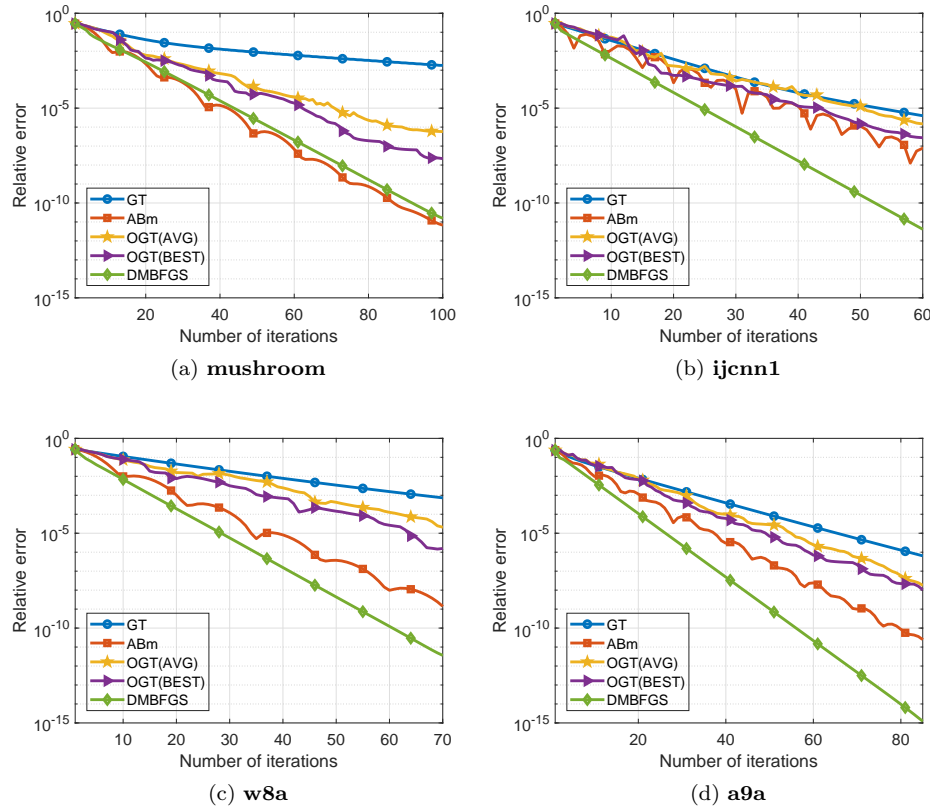 10^0
10^-5
10^-10
10^-15
Relative error
GT
ABm
OGT(AVG)
OGT(BEST)
DMBFGS
20 40 60 80 100
Number of iterations
(a) mushroom
10^0
10^-5
10^-10
10^-15
Relative error
GT
ABm
OGT(AVG)
OGT(BEST)
DMBFGS
10 20 30 40 50 60
Number of iterations
(b) ijcnn1
10^0
10^-5
10^-10
10^-15
Relative error
GT
ABm
OGT(AVG)
OGT(BEST)
DMBFGS
10 20 30 40 50 60 70
Number of iterations
(c) w8a
10^0
10^-5
10^-10
10^-15
Relative error
GT
ABm
OGT(AVG)
OGT(BEST)
DMBFGS
20 40 60 80
Number of iterations
(d) a9a